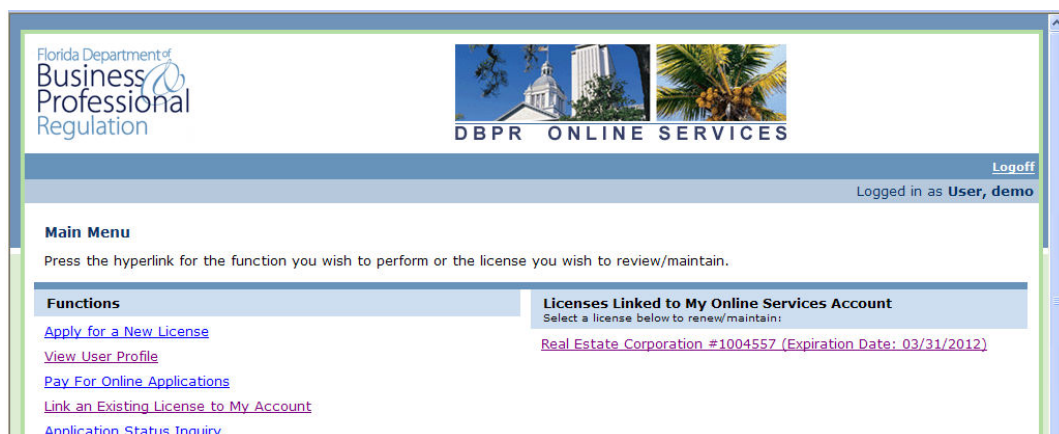 Florida Department of
Business &
Professional
Regulation
DBPR ONLINE SERVICES
Logoff
Logged in as User, demo
Main Menu
Press the hyperlink for the function you wish to perform or the license you wish to review/maintain.
Functions
Apply for a New License
View User Profile
Pay For Online Applications
Link an Existing License to My Account
Application Status Inquiry
Licenses Linked to My Online Services Account
Select a license below to renew/maintain:
Real Estate Corporation #1004557 (Expiration Date: 03/31/2012)